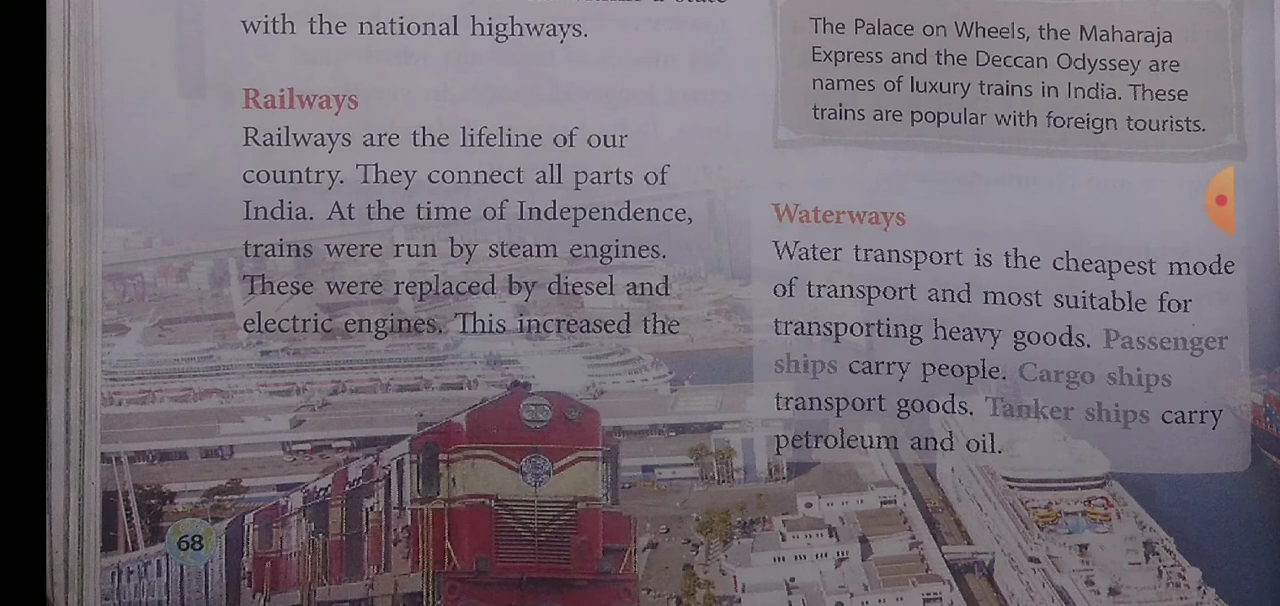 with the national highways.
Railways
Railways are the lifeline of our
country. They connect all parts of
India. At the time of Independence,
trains were run by steam engines.
These were replaced by diesel and
electric engines. This increased the
68
The Palace on Wheels, the Maharaja
Express and the Deccan Odyssey are
names of luxury trains in India. These
trains are popular with foreign tourists.
Waterways
Water transport is the cheapest mode
of transport and most suitable for
transporting heavy goods. Passenger
ships carry people. Cargo ships
transport goods. Tanker ships carry
petroleum and oil.